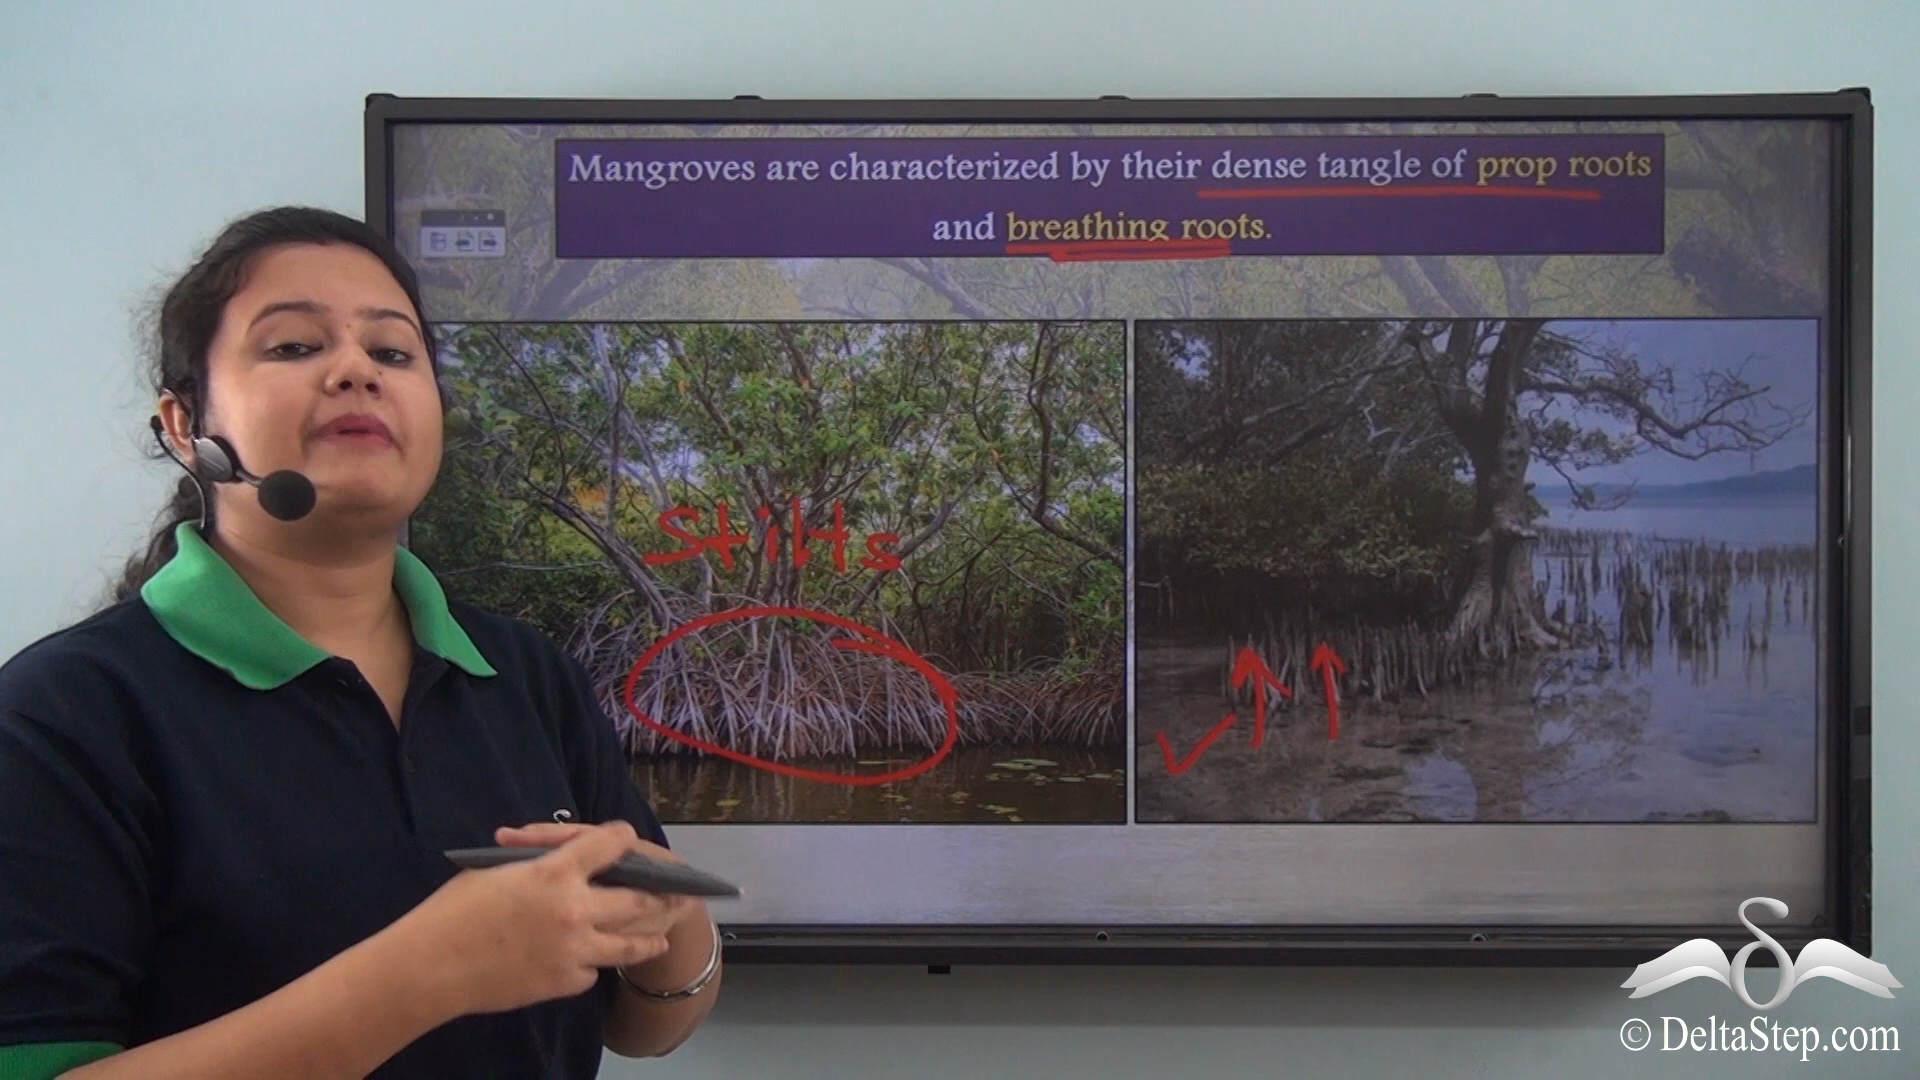 Mangroves are characterized by their dense tangle of prop roots
and breathing roots.
Stilts
© DeltaStep.com